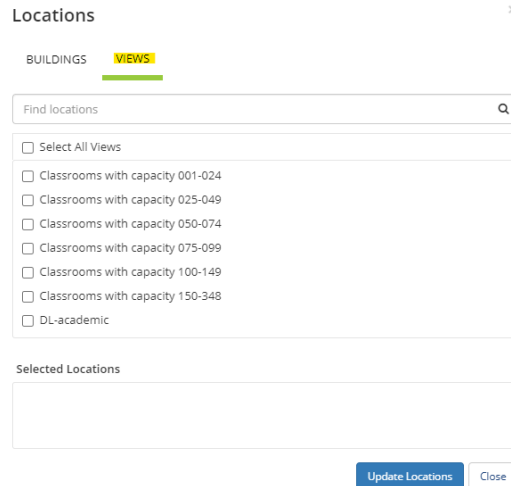 Locations
BUILDINGS VIEWS
Find locations
Select All Views
Classrooms with capacity 001-024
Classrooms with capacity 025-049
Classrooms with capacity 050-074
Classrooms with capacity 075-099
Classrooms with capacity 100-149
Classrooms with capacity 150-348
DL-academic
Selected Locations
Update Locations Close